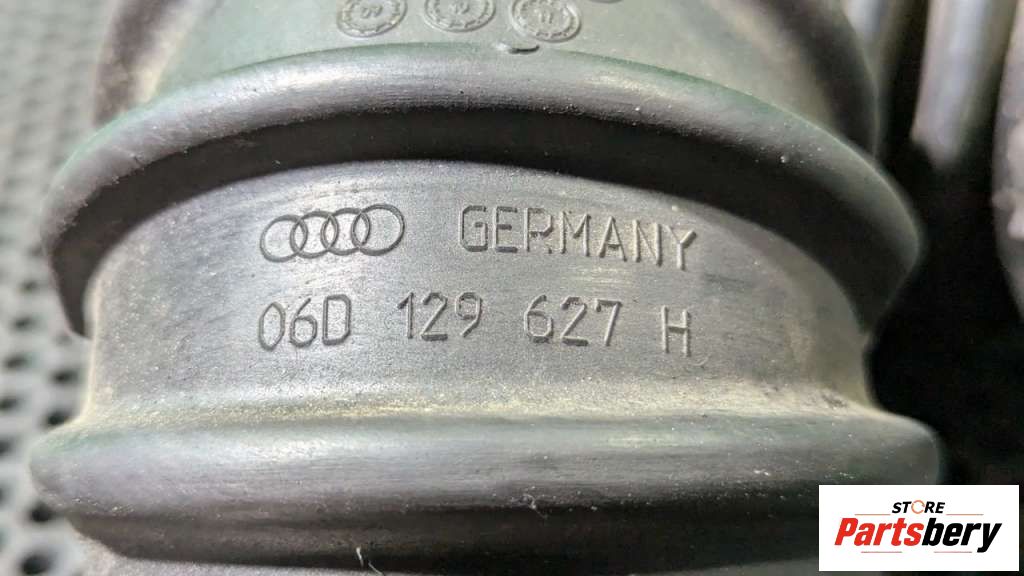 GERMANY
06D 129 627 H
STORE
Partsbery